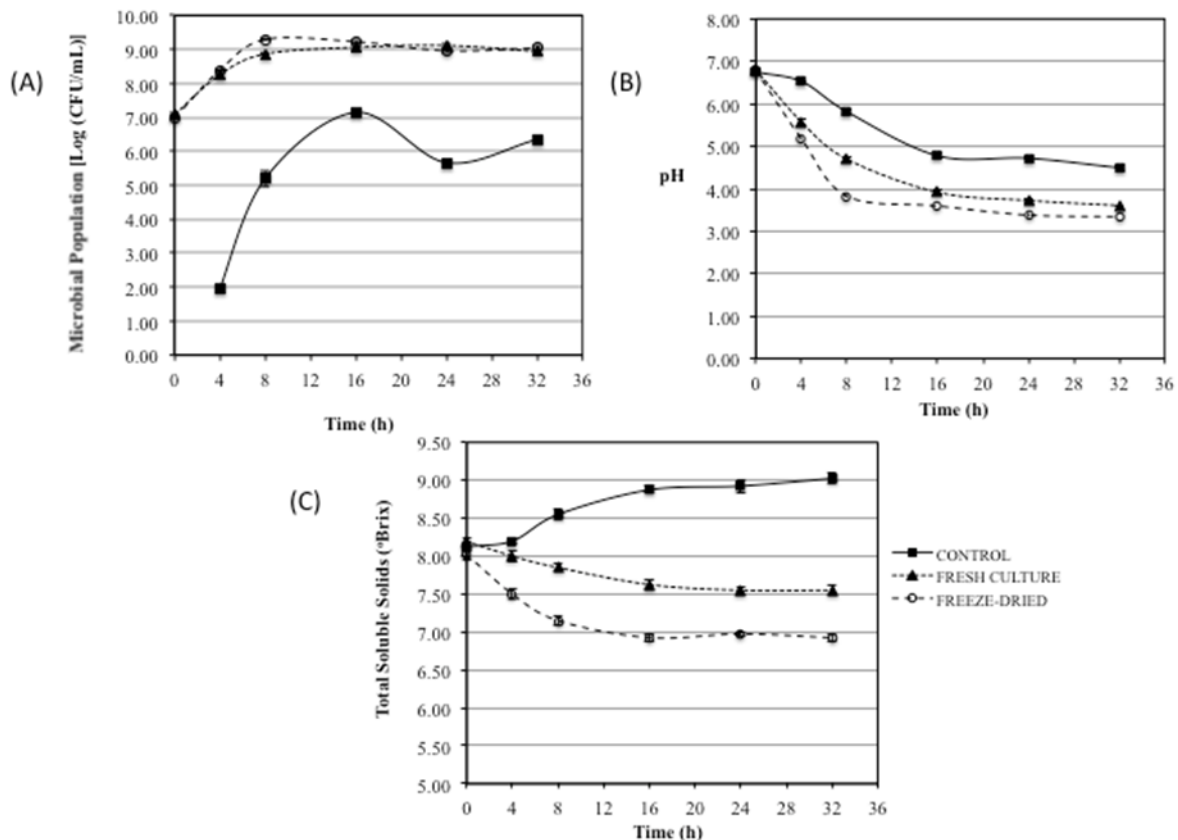 (A)
Microbial Population [Log (CFU/mL)]
10.00
9.00
8.00
7.00
6.00
5.00
4.00
3.00
2.00
1.00
0.00
0 4 8 12 16 20 24 28 32 36
Time (h)
(B)
pH
8.00
7.00
6.00
5.00
4.00
3.00
2.00
1.00
0.00
0 4 8 12 16 20 24 28 32 36
Time (h)
(C)
Total Soluble Solids (°Brix)
9.50
9.00
8.50
8.00
7.50
7.00
6.50
6.00
5.50
5.00
0 4 8 12 16 20 24 28 32 36
Time (h)
CONTROL
FRESH CULTURE
FREEZE-DRIED